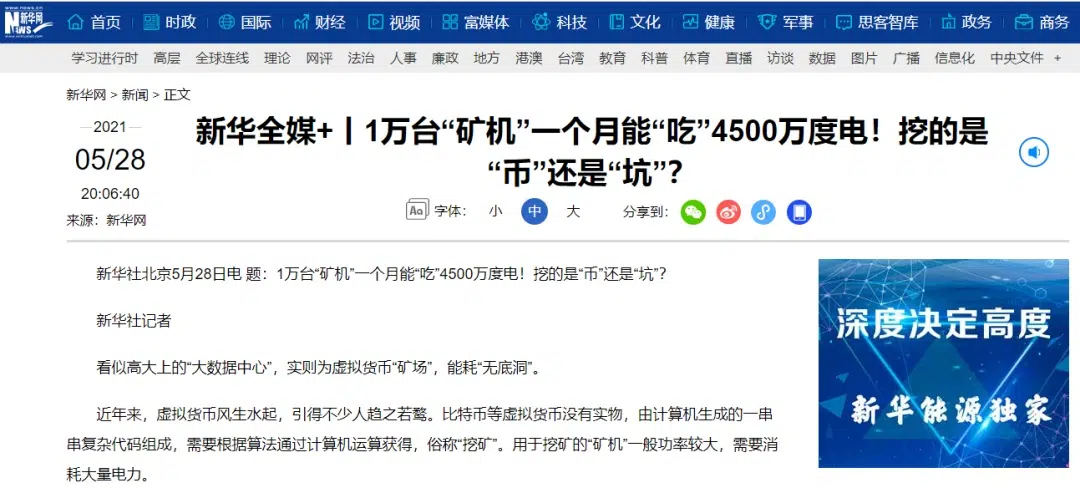 www.news.cn
新华网
NEWS
www.xinhuanet.com
首页 时政 国际 财经 视频 富媒体 科技 文化 健康 军事 思客智库 政务 商务
学习进行时 高层 全球连线 理论 网评 法治 人事 廉政 地方 港澳 台湾 教育 科普 体育 直播 访谈 数据 图片 广播 信息化 中央文件 +
新华网 > 新闻 > 正文
2021
05/28
20:06:40
来源：新华网
新华全媒+丨1万台“矿机”一个月能“吃”4500万度电！挖的是
“币”还是“坑”？
Aa 字体： 小 中 大 分享到：
新华社北京5月28日电 题：1万台“矿机”一个月能“吃”4500万度电！挖的是“币”还是“坑”？
新华社记者
看似高大上的“大数据中心”，实则为虚拟货币“矿场”，能耗“无底洞”。
近年来，虚拟货币风生水起，引得不少人趋之若鹜。比特币等虚拟货币没有实物，由计算机生成的一串
串复杂代码组成，需要根据算法通过计算机运算获得，俗称“挖矿”。用于挖矿的“矿机”一般功率较大，需要消
耗大量电力。
深度决定高度
新华能源独家